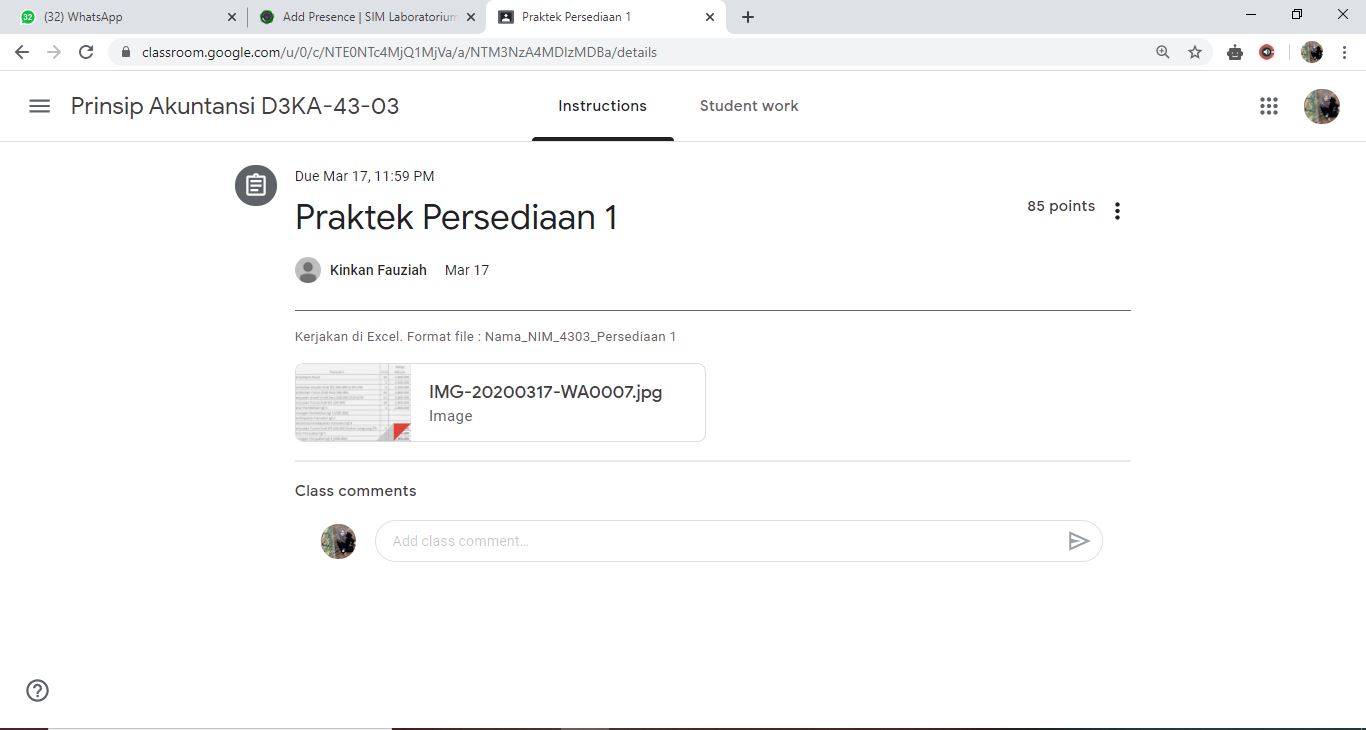 (32) WhatsApp
Add Presence | SIM Laboratorium
Praktek Persediaan 1
classroom.google.com/u/0/c/NTE0NTc4MjQ1MjVa/a/NTM3NzA4MDIzMDBa/details
Prinsip Akuntansi D3KA-43-03
Instructions
Student work
Due Mar 17, 11:59 PM
Praktek Persediaan 1
85 points
Kinkan Fauziah Mar 17
Kerjakan di Excel. Format file : Nama_NIM_4303_Persediaan 1
IMG-20200317-WA0007.jpg
Image
Class comments
Add class comment...